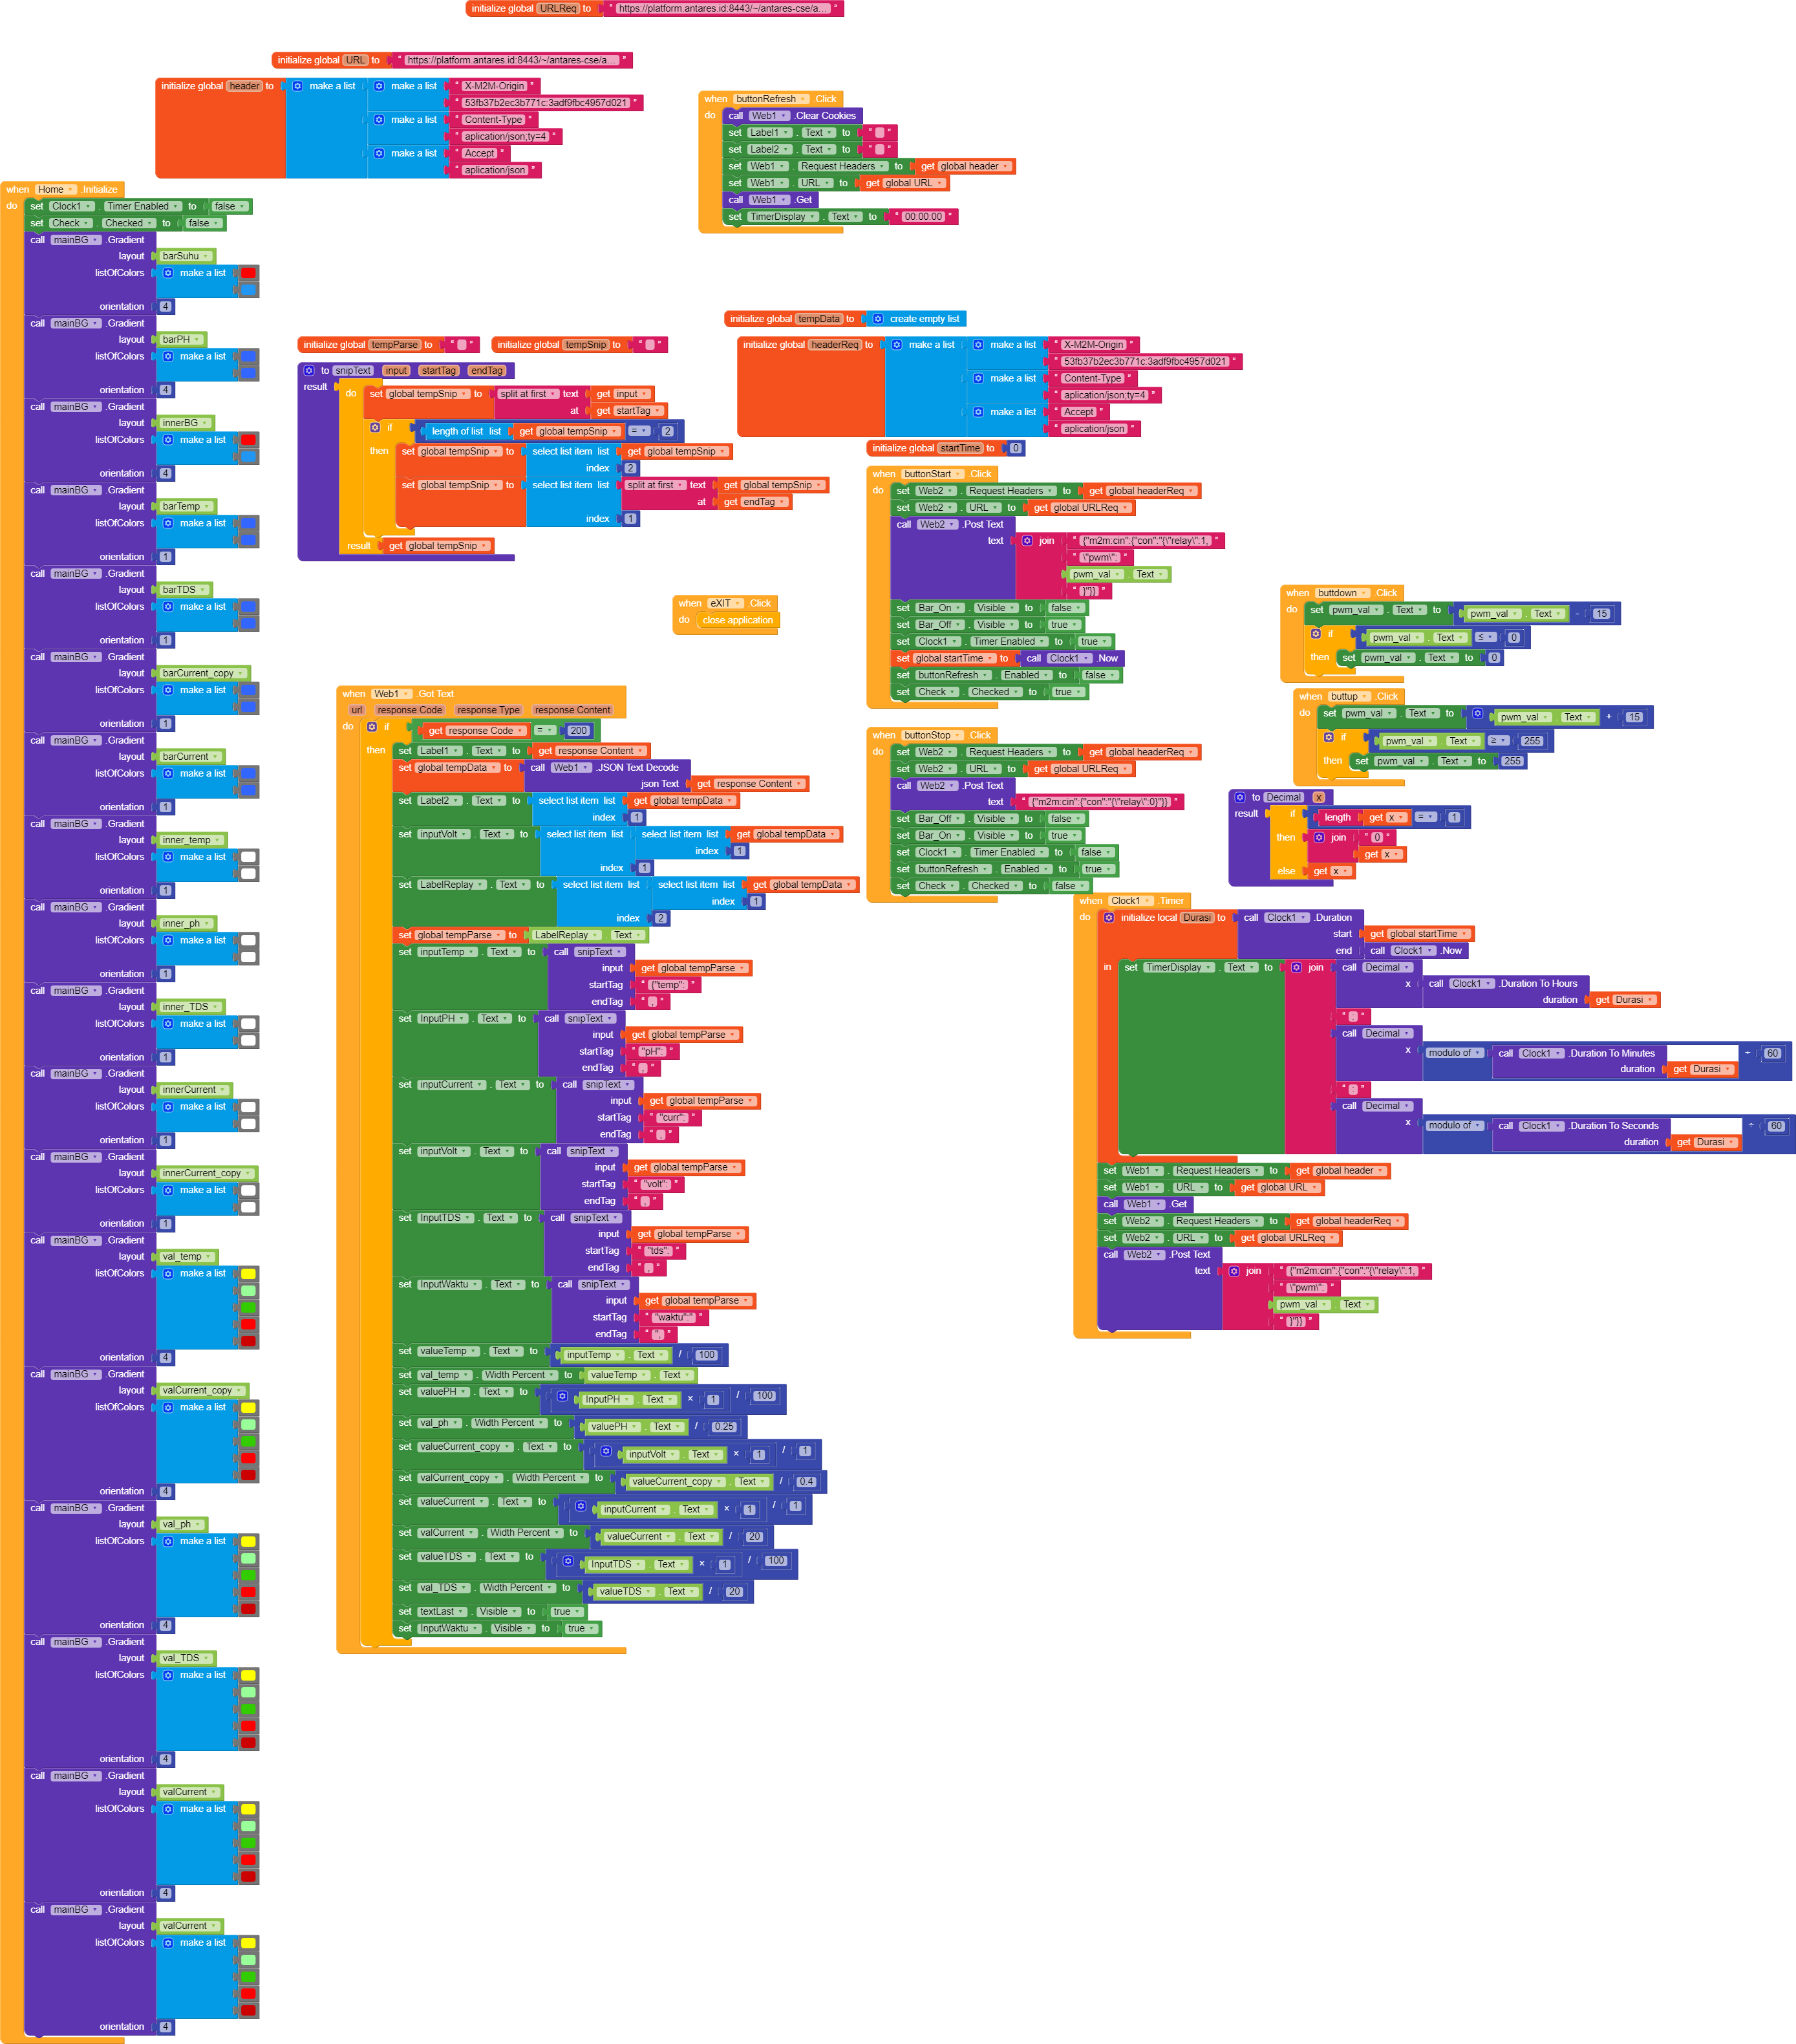 initialize global URLReq to " https://platform.antares.id:8443/~/antares-cse/a... "
initialize global URL to " https://platform.antares.id:8443/~/antares-cse/a... "
initialize global header to make a list make a list " X-M2M-Origin "
" 53fb37b2ec3b771c:3adf9fbc4957d021 "
make a list " Content-Type "
" aplication/json;ty=4 "
make a list " Accept "
" aplication/json "
when buttonRefresh .Click
do call Web1 .Clear Cookies
set Label1 . Text to " "
set Label2 . Text to " "
set Web1 . Request Headers to get global header
set Web1 . URL to get global URL
call Web1 .Get
set TimerDisplay . Text to " 00:00:00 "
when Home .Initialize
do set Clock1 . Timer Enabled to false
set Check . Checked to false
call mainBG .Gradient
layout barSuhu
listOfColors make a list
orientation 4
call mainBG .Gradient
layout barPH
listOfColors make a list
orientation 4
call mainBG .Gradient
layout innerBG
listOfColors make a list
orientation 4
call mainBG .Gradient
layout barTemp
listOfColors make a list
orientation 1
call mainBG .Gradient
layout barTDS
listOfColors make a list
orientation 1
call mainBG .Gradient
layout barCurrent_copy
listOfColors make a list
orientation 1
call mainBG .Gradient
layout barCurrent
listOfColors make a list
orientation 1
call mainBG .Gradient
layout inner_temp
listOfColors make a list
orientation 1
call mainBG .Gradient
layout inner_ph
listOfColors make a list
orientation 1
call mainBG .Gradient
layout inner_TDS
listOfColors make a list
orientation 1
call mainBG .Gradient
layout innerCurrent
listOfColors make a list
orientation 1
call mainBG .Gradient
layout innerCurrent_copy
listOfColors make a list
orientation 1
call mainBG .Gradient
layout val_temp
listOfColors make a list
orientation 4
call mainBG .Gradient
layout valCurrent_copy
listOfColors make a list
orientation 4
call mainBG .Gradient
layout val_ph
listOfColors make a list
orientation 4
call mainBG .Gradient
layout val_TDS
listOfColors make a list
orientation 4
call mainBG .Gradient
layout valCurrent
listOfColors make a list
orientation 4
call mainBG .Gradient
layout valCurrent
listOfColors make a list
orientation 4
initialize global tempParse to " "
initialize global tempSnip to " "
to snipText input startTag endTag
result do set global tempSnip to split at first text get input
at get startTag
if length of list list get global tempSnip = 2
then set global tempSnip to select list item list get global tempSnip
index 2
set global tempSnip to select list item list split at first text get global tempSnip
at get endTag
index 1
result get global tempSnip
initialize global tempData to create empty list
initialize global headerReq to make a list make a list " X-M2M-Origin "
" 53fb37b2ec3b771c:3adf9fbc4957d021 "
make a list " Content-Type "
" aplication/json;ty=4 "
make a list " Accept "
" aplication/json "
initialize global startTime to 0
when buttonStart .Click
do set Web2 . Request Headers to get global headerReq
set Web2 . URL to get global URLReq
call Web2 .Post Text
text join " {"m2m:cin":{"con":"{\"relay\":1, "
" \"pwm\": "
pwm_val . Text
" }"}} "
set Bar_On . Visible to false
set Bar_Off . Visible to true
set Clock1 . Timer Enabled to true
set global startTime to call Clock1 .Now
set buttonRefresh . Enabled to false
set Check . Checked to true
when eXIT .Click
do close application
when buttdown .Click
do set pwm_val . Text to pwm_val . Text - 15
if pwm_val . Text ≤ 0
then set pwm_val . Text to 0
when buttup .Click
do set pwm_val . Text to pwm_val . Text + 15
if pwm_val . Text ≥ 255
then set pwm_val . Text to 255
when buttonStop .Click
do set Web2 . Request Headers to get global headerReq
set Web2 . URL to get global URLReq
call Web2 .Post Text
text " {"m2m:cin":{"con":"{\"relay\":0}"}} "
set Bar_Off . Visible to false
set Bar_On . Visible to true
set Clock1 . Timer Enabled to false
set buttonRefresh . Enabled to true
set Check . Checked to false
to Decimal x
result if length get x = 1
then join " 0 "
get x
else get x
when Web1 .Got Text
url response Code response Type response Content
do if get response Code = 200
then set Label1 . Text to get response Content
set global tempData to call Web1 .JSON Text Decode
json Text get response Content
set Label2 . Text to select list item list get global tempData
index 1
set inputVolt . Text to select list item list select list item list get global tempData
index 1
index 1
set LabelReplay . Text to select list item list select list item list get global tempData
index 1
index 2
set global tempParse to LabelReplay . Text
set inputTemp . Text to call snipText
input get global tempParse
startTag " {"temp": "
endTag " , "
set InputPH . Text to call snipText
input get global tempParse
startTag " "pH": "
endTag " , "
set inputCurrent . Text to call snipText
input get global tempParse
startTag " "curr": "
endTag " , "
set inputVolt . Text to call snipText
input get global tempParse
startTag " "volt": "
endTag " , "
set InputTDS . Text to call snipText
input get global tempParse
startTag " "tds": "
endTag " , "
set InputWaktu . Text to call snipText
input get global tempParse
startTag " "waktu":" "
endTag " ", "
set valueTemp . Text to inputTemp . Text / 100
set val_temp . Width Percent to valueTemp . Text
set valuePH . Text to InputPH . Text × 1 / 100
set val_ph . Width Percent to valuePH . Text / 0.25
set valueCurrent_copy . Text to inputVolt . Text × 1 / 1
set valCurrent_copy . Width Percent to valueCurrent_copy . Text / 0.4
set valueCurrent . Text to inputCurrent . Text × 1 / 1
set valCurrent . Width Percent to valueCurrent . Text / 20
set valueTDS . Text to InputTDS . Text × 1 / 100
set val_TDS . Width Percent to valueTDS . Text / 20
set textLast . Visible to true
set InputWaktu . Visible to true
when Clock1 .Timer
do initialize local Durasi to call Clock1 .Duration
start get global startTime
end call Clock1 .Now
in set TimerDisplay . Text to join call Decimal
x call Clock1 .Duration To Hours
duration get Durasi
" : "
call Decimal
x modulo of call Clock1 .Duration To Minutes ÷ 60
duration get Durasi
" : "
call Decimal
x modulo of call Clock1 .Duration To Seconds ÷ 60
duration get Durasi
set Web1 . Request Headers to get global header
set Web1 . URL to get global URL
call Web1 .Get
set Web2 . Request Headers to get global headerReq
set Web2 . URL to get global URLReq
call Web2 .Post Text
text join " {"m2m:cin":{"con":"{\"relay\":1, "
" \"pwm\": "
pwm_val . Text
" }"}} "